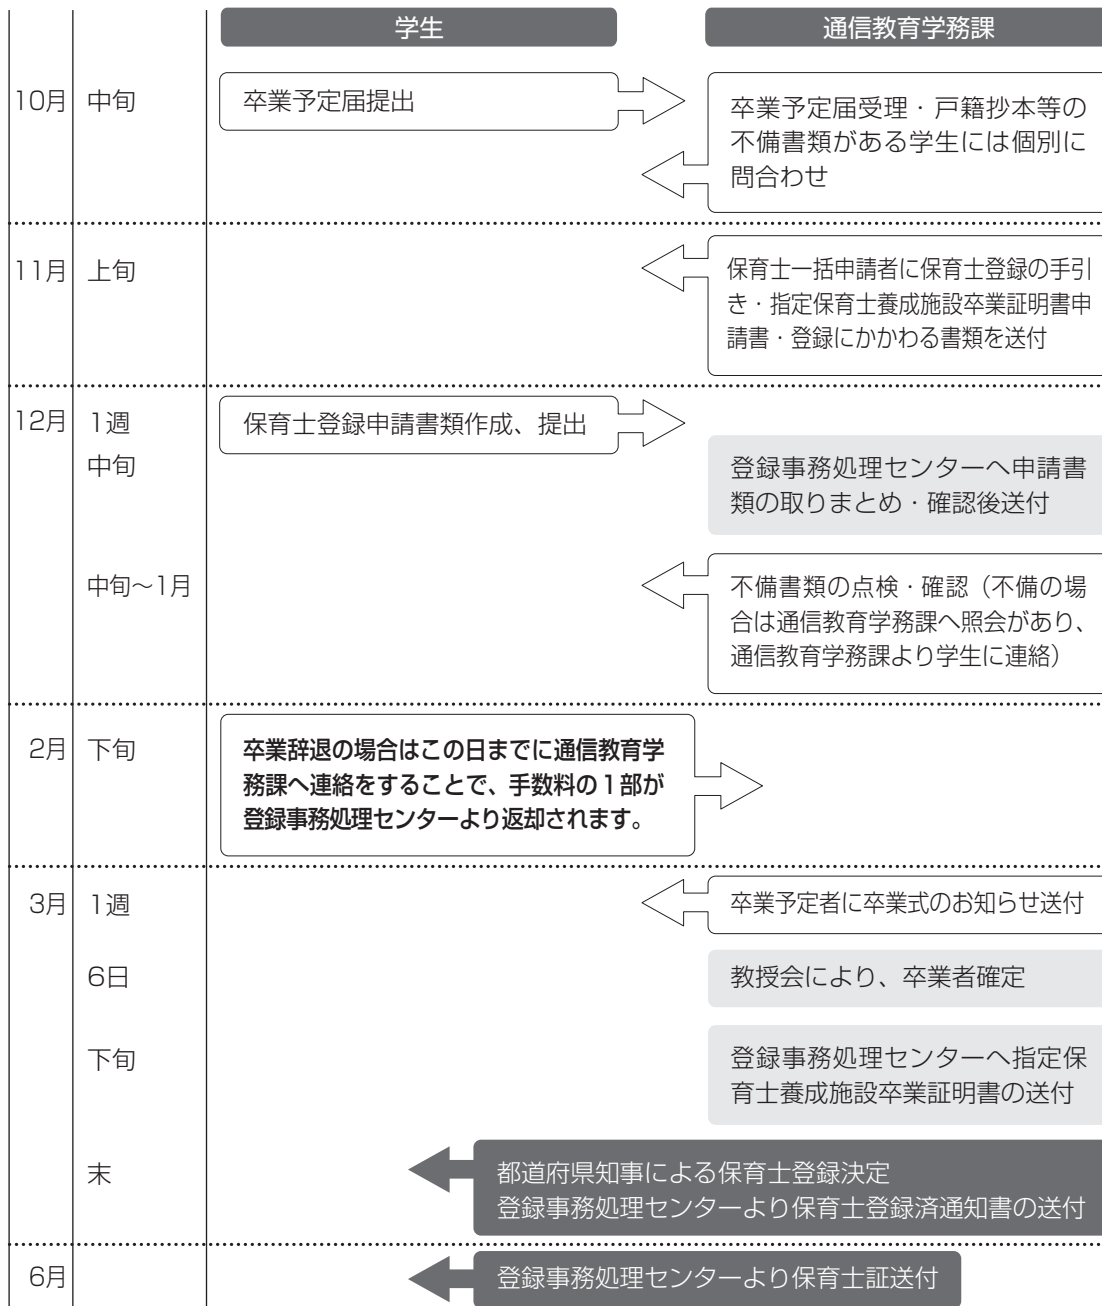 学生
通信教育学務課
10月 中旬
卒業予定届提出
卒業予定届受理・戸籍抄本等の
不備書類がある学生には個別に
問合わせ
11月 上旬
保育士一括申請者に保育士登録の手引
き・指定保育士養成施設卒業証明書申
請書・登録にかかわる書類を送付
12月 1週
保育士登録申請書類作成、提出
中旬
登録事務処理センターへ申請書
類の取りまとめ・確認後送付
中旬～1月
不備書類の点検・確認（不備の場
合は通信教育学務課へ照会があり、
通信教育学務課より学生に連絡）
2月 下旬
卒業辞退の場合はこの日までに通信教育学
務課へ連絡をすることで、手数料の1部が
登録事務処理センターより返却されます。
3月 1週
卒業予定者に卒業式のお知らせ送付
6日
教授会により、卒業者確定
下旬
登録事務処理センターへ指定保
育士養成施設卒業証明書の送付
末
都道府県知事による保育士登録決定
登録事務処理センターより保育士登録済通知書の送付
6月
登録事務処理センターより保育士証送付